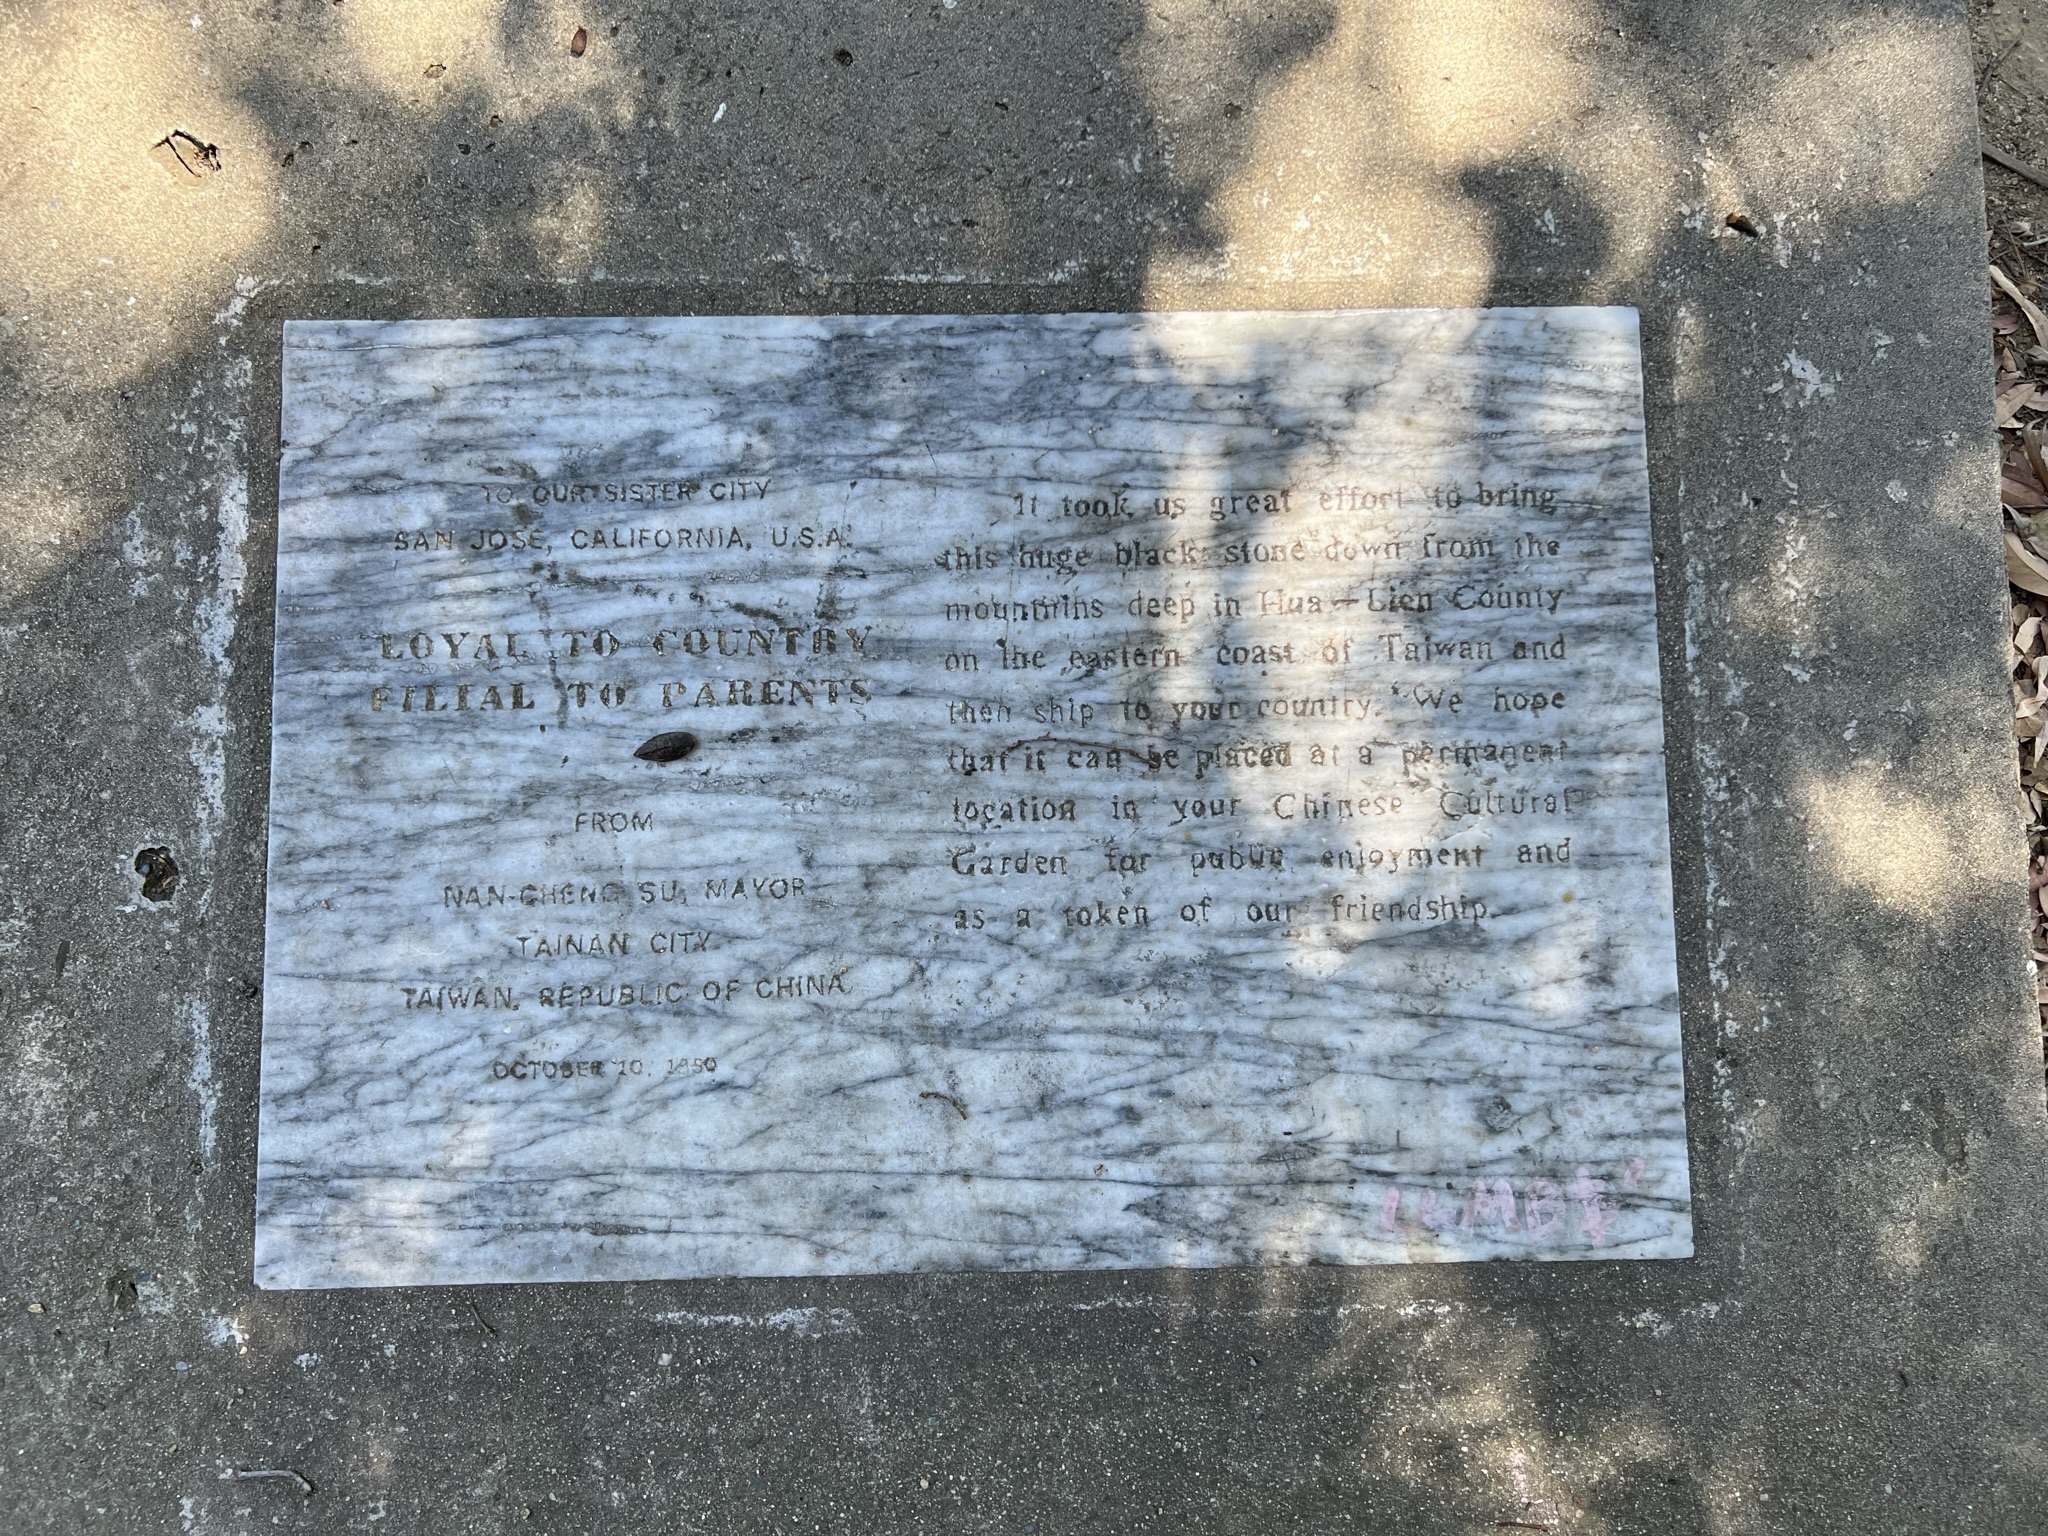 TO OUR SISTER CITY
SAN JOSE, CALIFORNIA, U.S.A.
LOYAL TO COUNTRY
FILIAL TO PARENTS
FROM
NAN-CHENG SU, MAYOR
TAINAN CITY
TAIWAN, REPUBLIC OF CHINA
OCTOBER 10,
It took us great effort to bring
this huge black stone down from the
mountains deep in Hua-Lien County
on the eastern coast of Taiwan and
then ship to your country. We hope
that it can be placed at a permanent
location in your Chinese Cultural
Garden for public enjoyment and
as a token of our friendship.